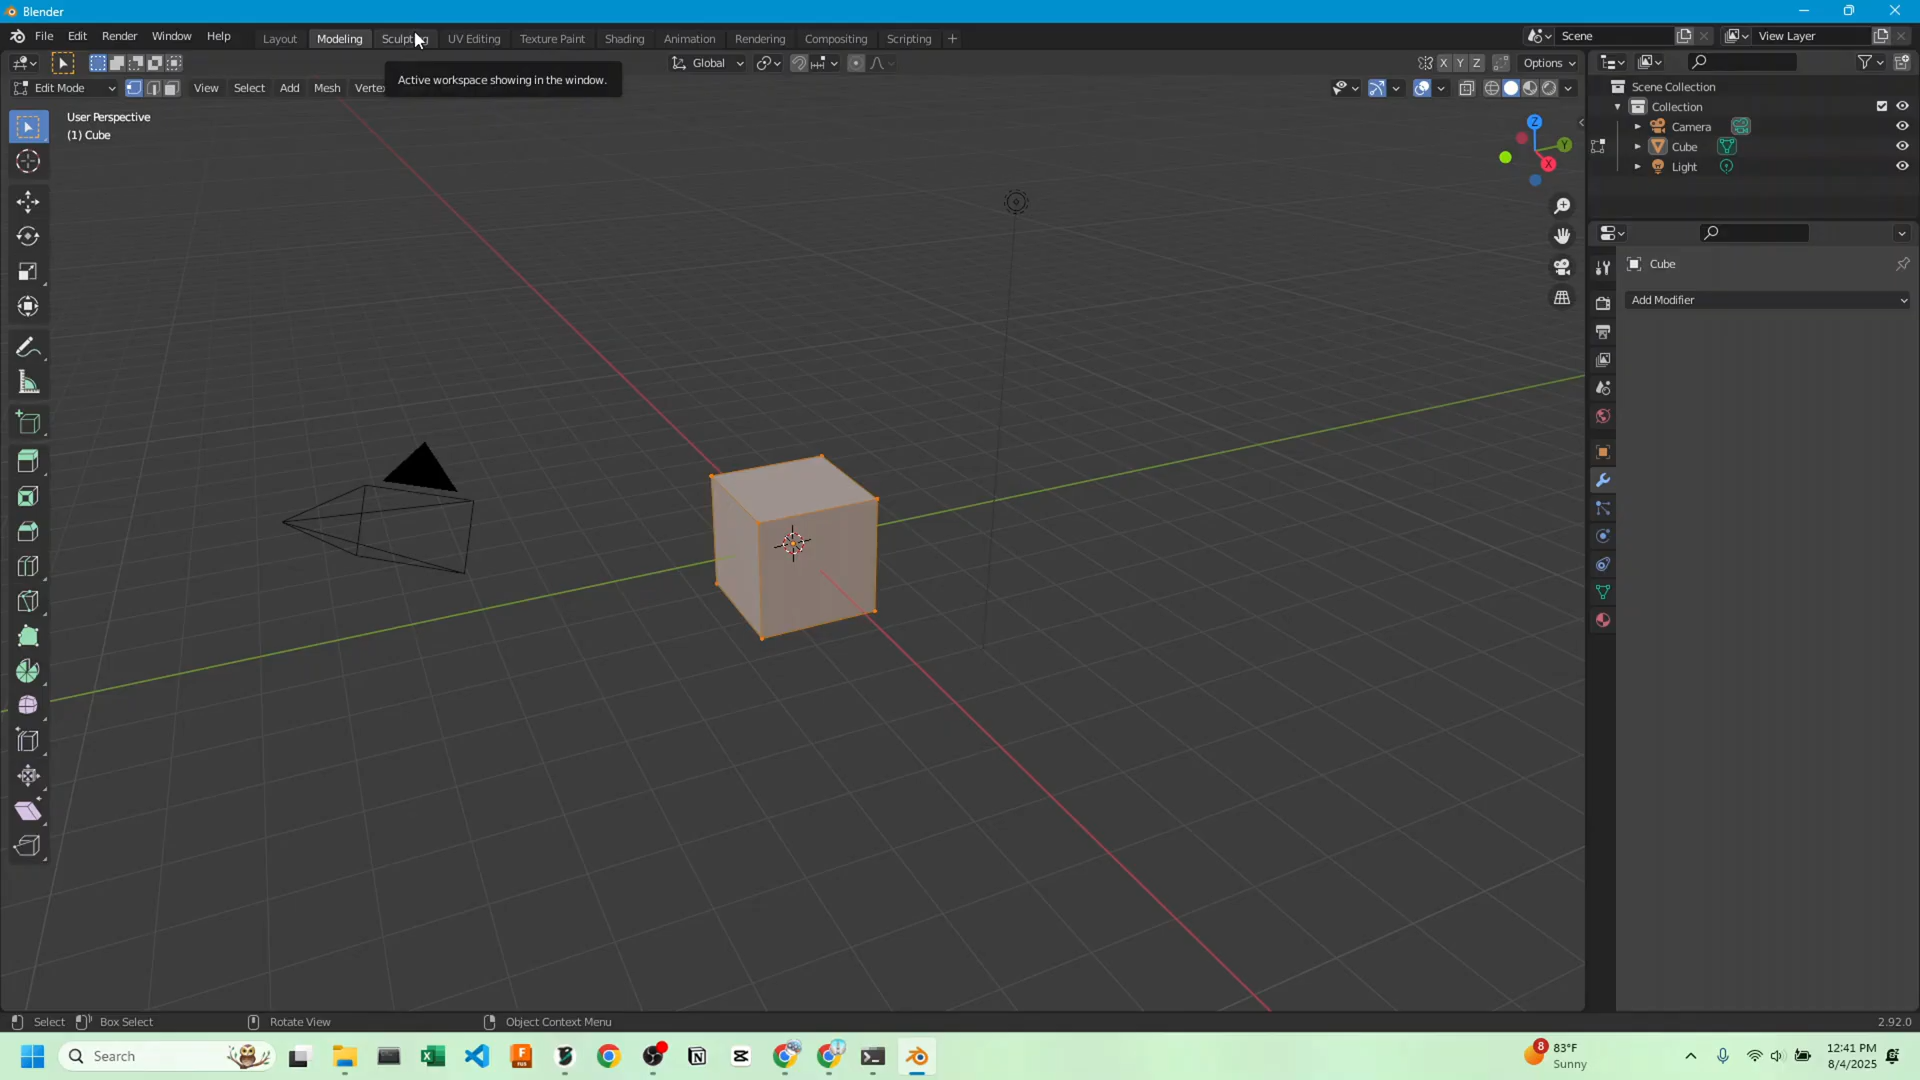 Blender
File Edit Render Window Help Layout Modeling Sculpting UV Editing Texture Paint Shading Animation Rendering Compositing Scripting + Scene View Layer
Global X Y Z Options
Active workspace showing in the window.
Edit Mode View Select Add Mesh Vertex
User Perspective
(1) Cube
Z
Y
X
Scene Collection
Collection
Camera
Cube
Light
Cube
Add Modifier
Select Box Select Rotate View Object Context Menu 2.92.0
Search
8
83°F
Sunny
12:41 PM
8/4/2025